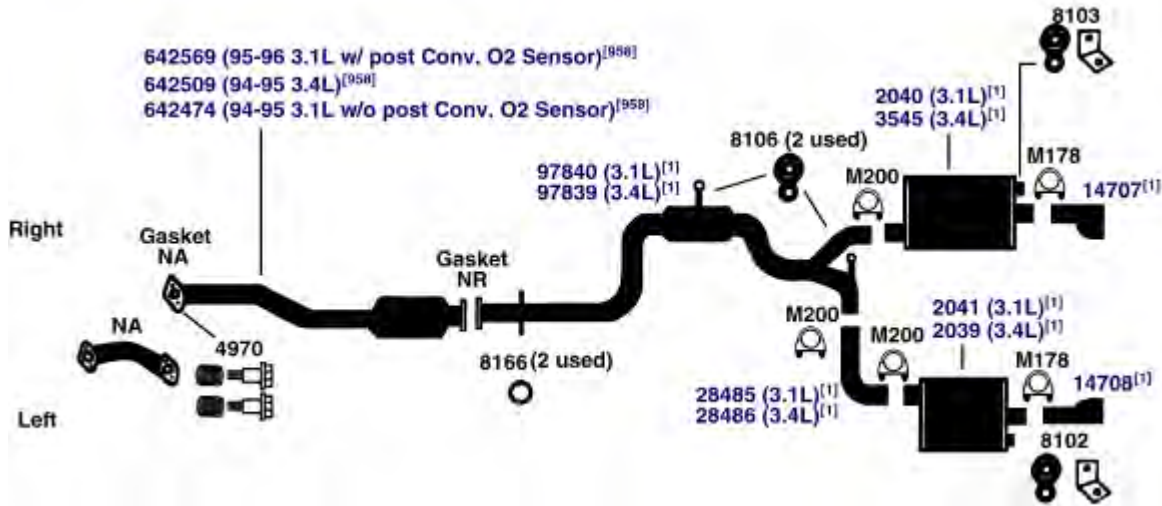 8103
642569 (95-96 3.1L w/ post Conv. O2 Sensor)[958]
642509 (94-95 3.4L)[958]
642474 (94-95 3.1L w/o post Conv. O2 Sensor)[958]
2040 (3.1L)[1]
3545 (3.4L)[1]
8106 (2 used)
M200
M178
97840 (3.1L)[1]
97839 (3.4L)[1]
14707[1]
Right
Gasket
NA
Gasket
NR
NA
4970
8166 (2 used)
M200
M200
2041 (3.1L)[1]
2039 (3.4L)[1]
M178
14708[1]
28485 (3.1L)[1]
28486 (3.4L)[1]
Left
8102